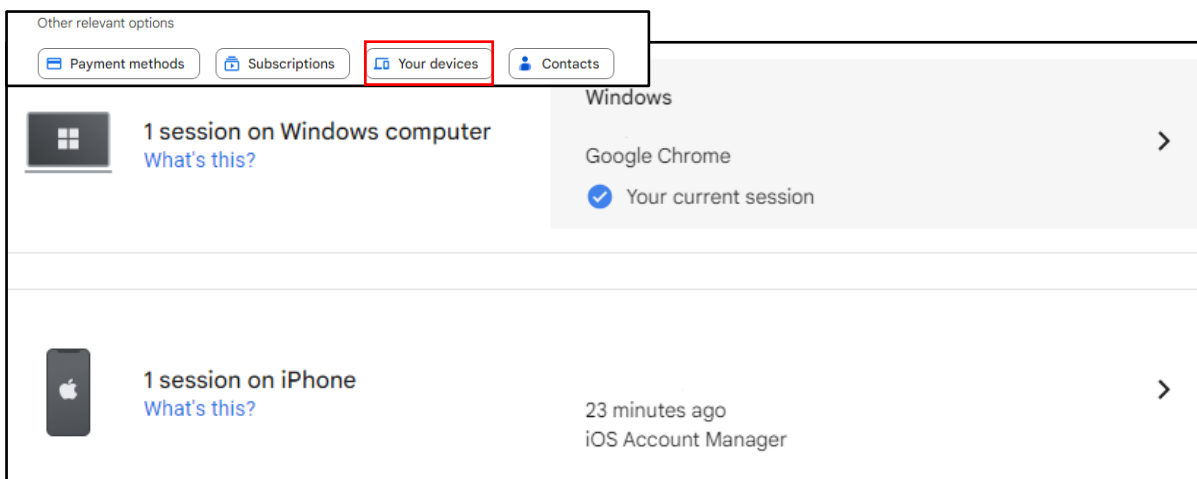 Other relevant options
Payment methods Subscriptions Your devices Contacts
Windows
1 session on Windows computer
What's this?
Google Chrome
Your current session
1 session on iPhone
What's this?
23 minutes ago
iOS Account Manager